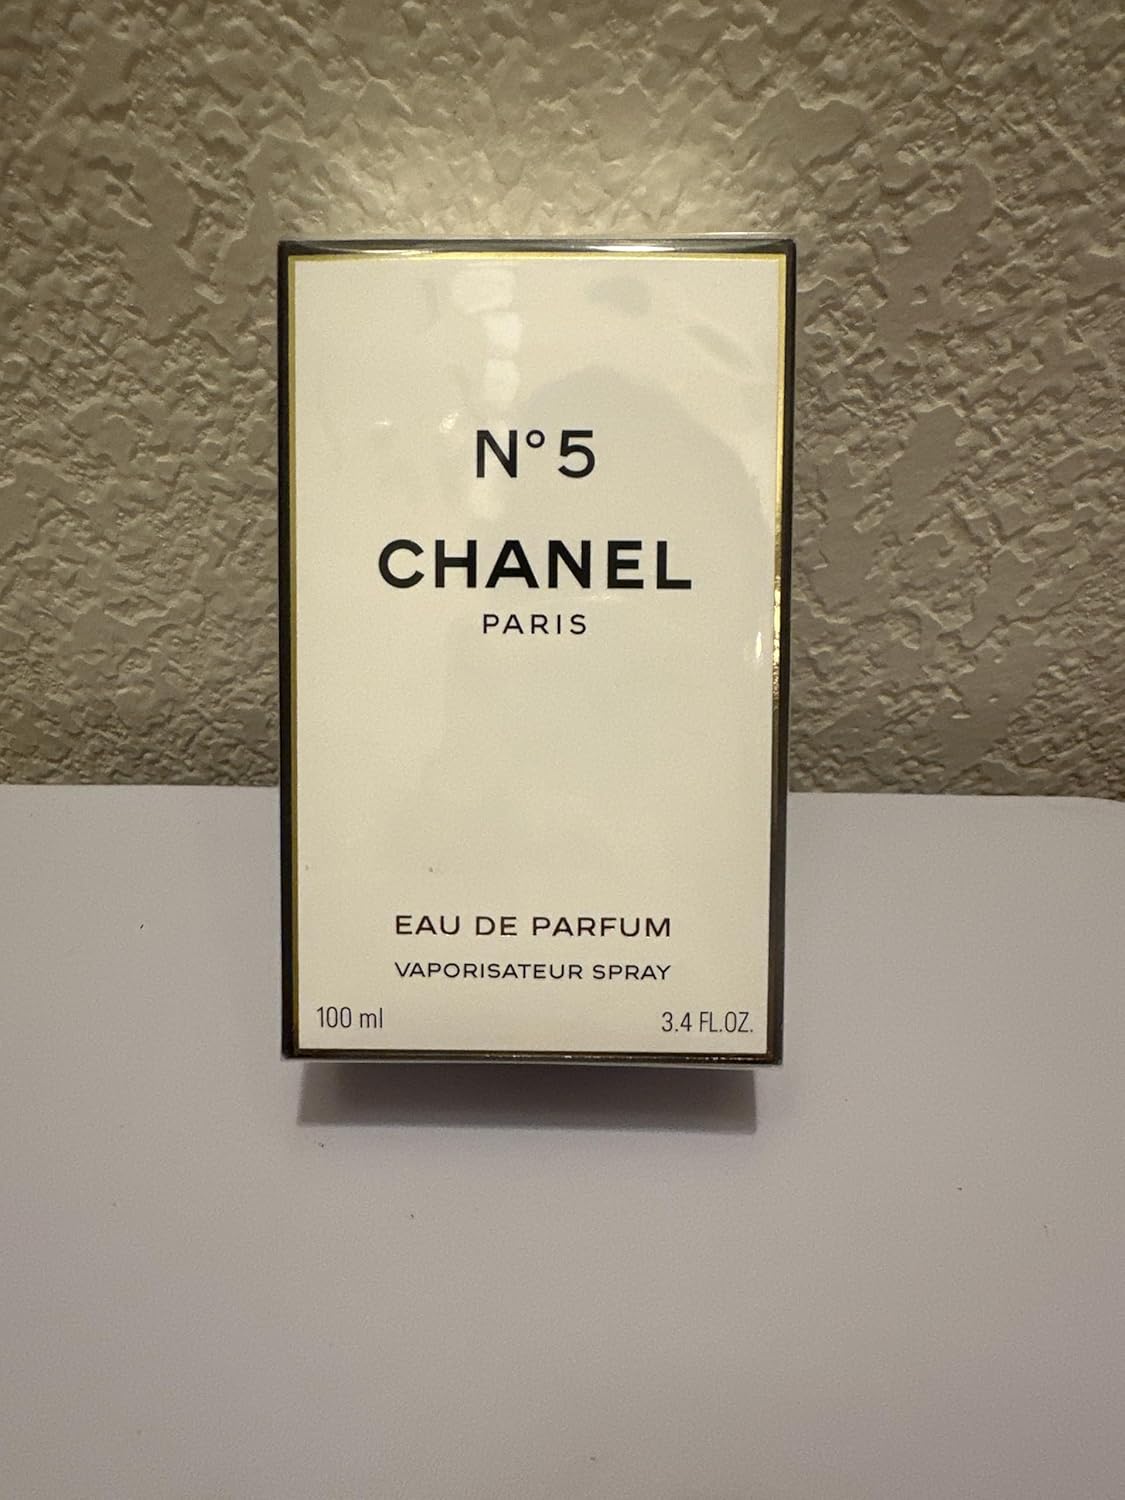 N°5
CHANEL
PARIS
EAU DE PARFUM
VAPORISATEUR SPRAY
100 ml 3.4 FL.OZ.